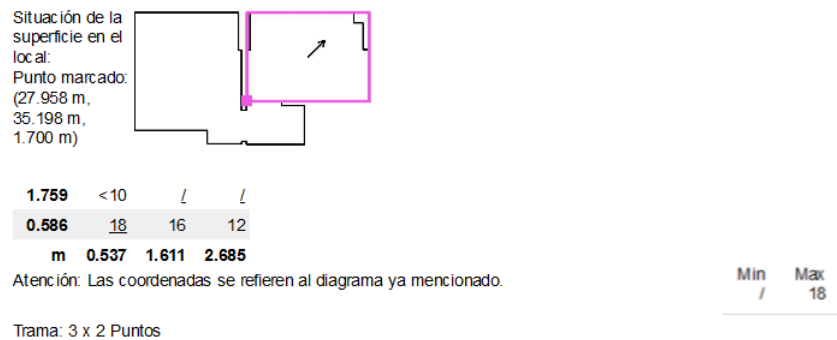 Situación de la
superficie en el
local:
Punto marcado:
(27.958 m,
35.198 m,
1.700 m)
1.759 <10 / /
0.586 18 16 12
m 0.537 1.611 2.685
Atención: Las coordenadas se refieren al diagrama ya mencionado.
Min Max
/ 18
Trama: 3 x 2 Puntos